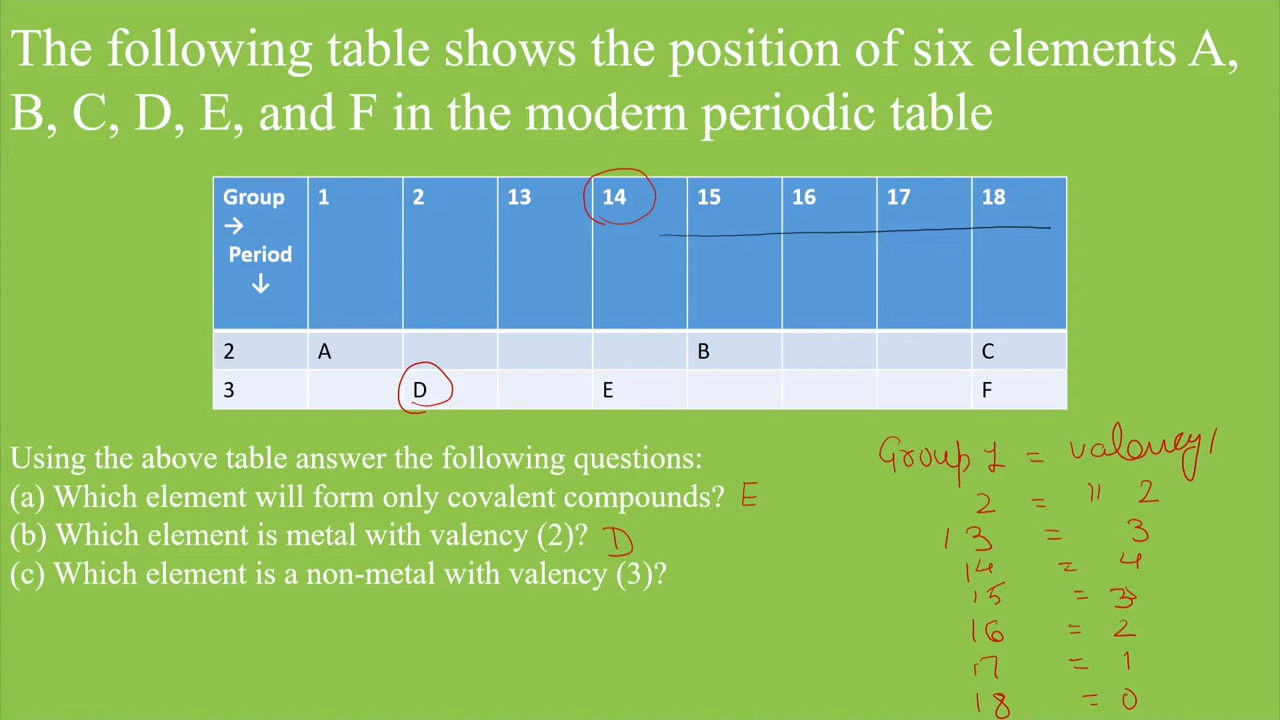 The following table shows the position of six elements A,
B, C, D, E, and F in the modern periodic table
Group → Period ↓ 1 2 13 14 15 16 17 18
2 A B C
3 D E F
Using the above table answer the following questions:
(a) Which element will form only covalent compounds? E
(b) Which element is metal with valency (2)? D
(c) Which element is a non-metal with valency (3)?
Group 1 = valency 1
2 = " 2
13 = 3
14 = 4
15 = 3
16 = 2
17 = 1
18 = 0